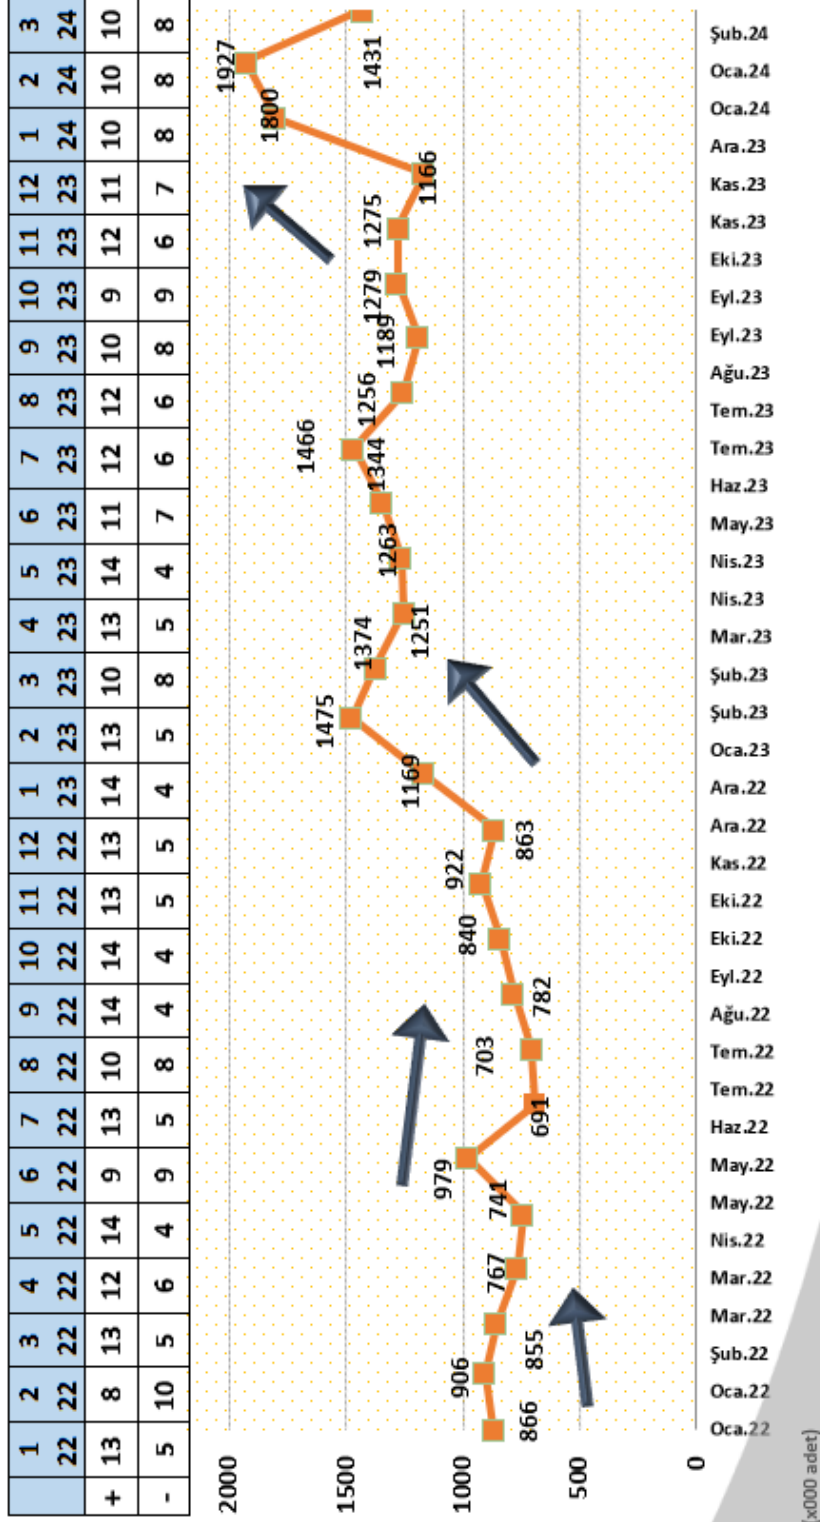 1 2 3 4 5 6 7 8 9 10 11 12 1 2 3 4 5 6 7 8 9 10 11 12 1 2 3
22 22 22 22 22 22 22 22 22 22 22 22 23 23 23 23 23 23 23 23 23 23 23 23 24 24 24
+ 13 8 13 12 14 9 13 10 14 14 13 13 14 13 10 13 14 11 12 12 10 9 12 11 10 10 10
- 5 10 5 6 4 9 5 8 4 4 5 5 4 5 8 5 4 7 6 6 8 9 6 7 8 8 8
2000
1500
1000
500
0
866 906 855 767 741 979 691 703 782 840 922 863 1169 1475 1374 1251 1263 1344 1466 1256 1189 1279 1275 1166 1800 1927 1431
Oca.22 Oca.22 Şub.22 Mar.22 Mar.22 Nis.22 May.22 May.22 Haz.22 Tem.22 Tem.22 Ağu.22 Eyl.22 Eki.22 Eki.22 Kas.22 Ara.22 Ara.22 Oca.23 Şub.23 Şub.23 Mar.23 Nis.23 Nis.23 May.23 Haz.23 Tem.23 Tem.23 Ağu.23 Eyl.23 Eyl.23 Eki.23 Kas.23 Kas.23 Ara.23 Oca.24 Oca.24 Şub.24
(x000 adet)